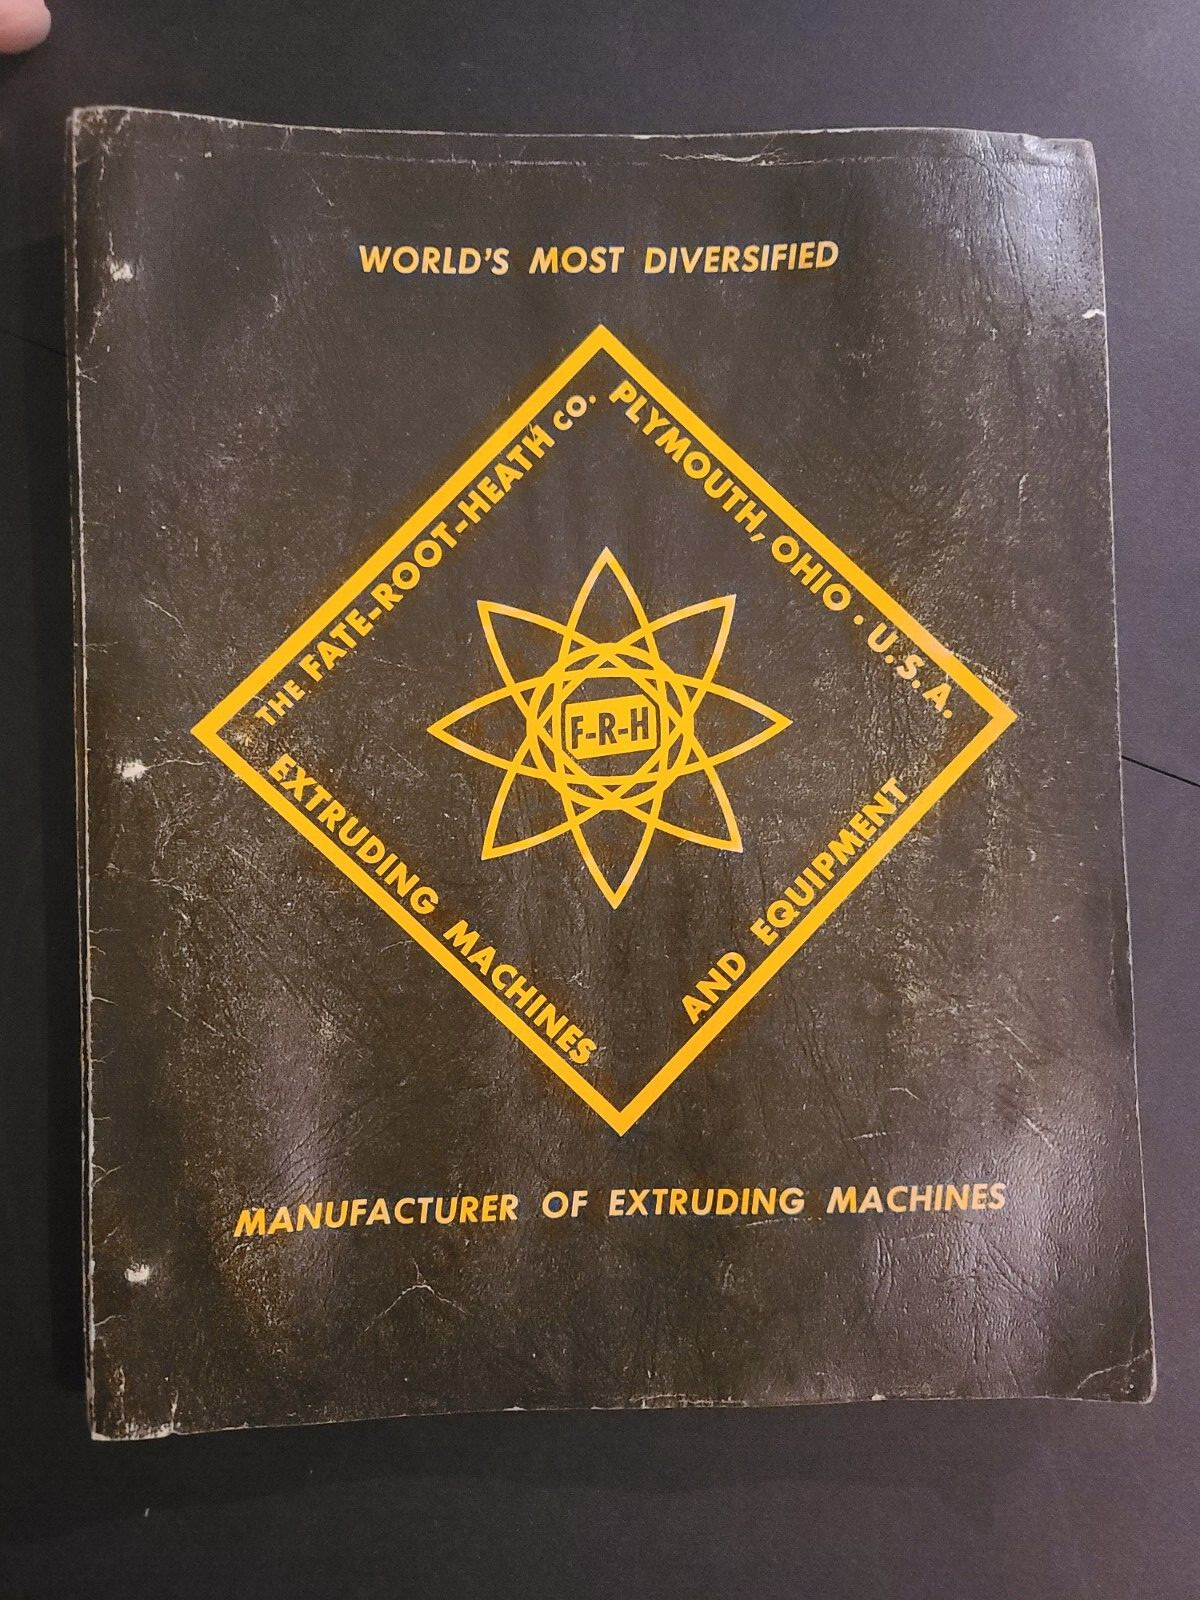 WORLD'S MOST DIVERSIFIED
THE FATE-ROOT-HEATH CO.
PLYMOUTH, OHIO · U.S.A.
F-R-H
EXTRUDING MACHINES
AND EQUIPMENT
MANUFACTURER OF EXTRUDING MACHINES